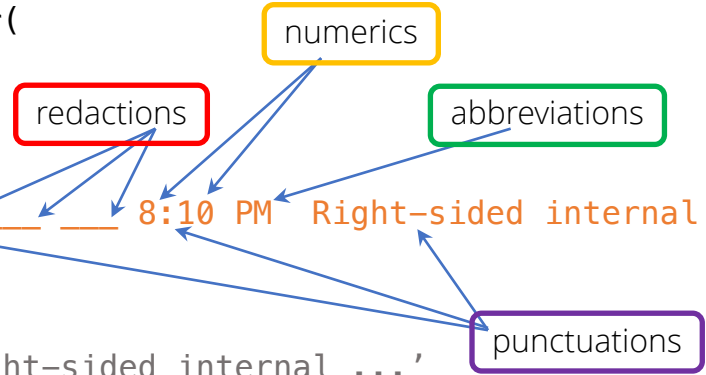 (
numerics
redactions
abbreviations
___ ___ 8:10 PM  Right-sided internal
punctuations
ht-sided internal ...’